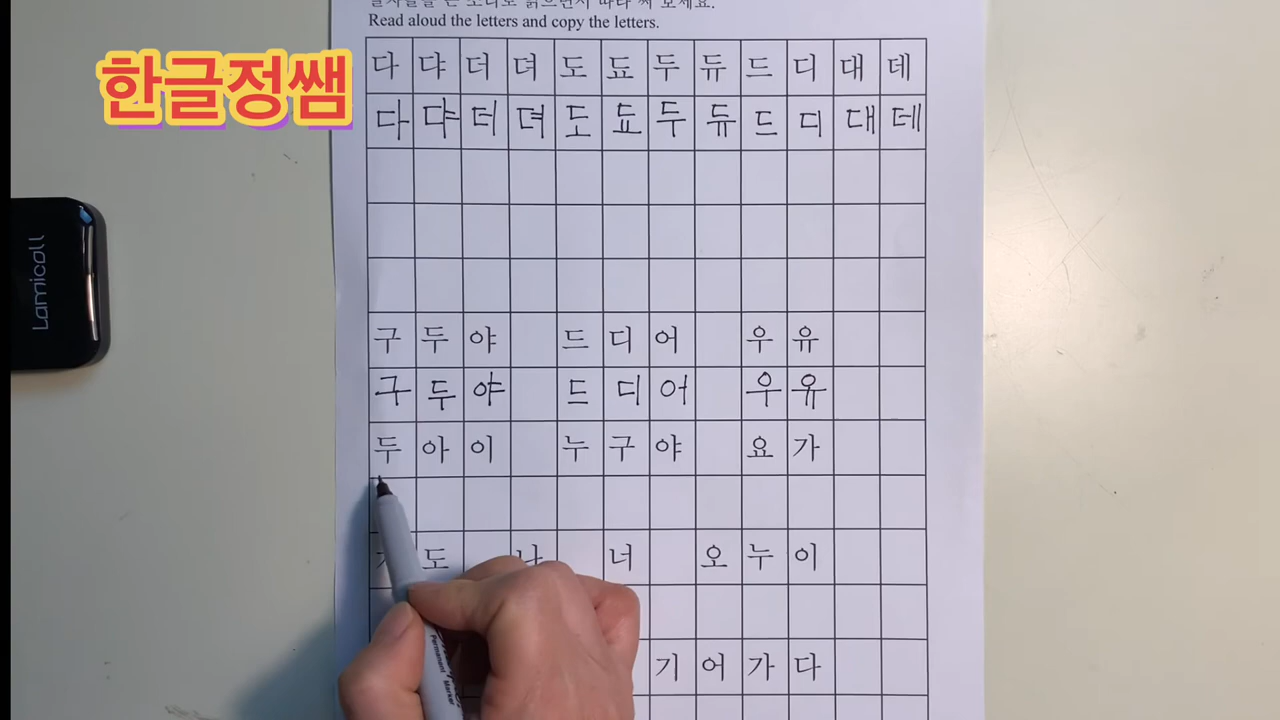 Read aloud the letters and copy the letters.
한글정쌤
다 댜 더 뎌 도 됴 두 듀 드 디 대 데
다 댜 더 뎌 도 됴 두 듀 드 디 대 데
Lamicall
구 두 야 드 디 어 우 유
구 두 야 드 디 어 우 유
두 아 이 누 구 야 요 가
도 나 너 오 누 이
Permanent Marker
기 어 가 다